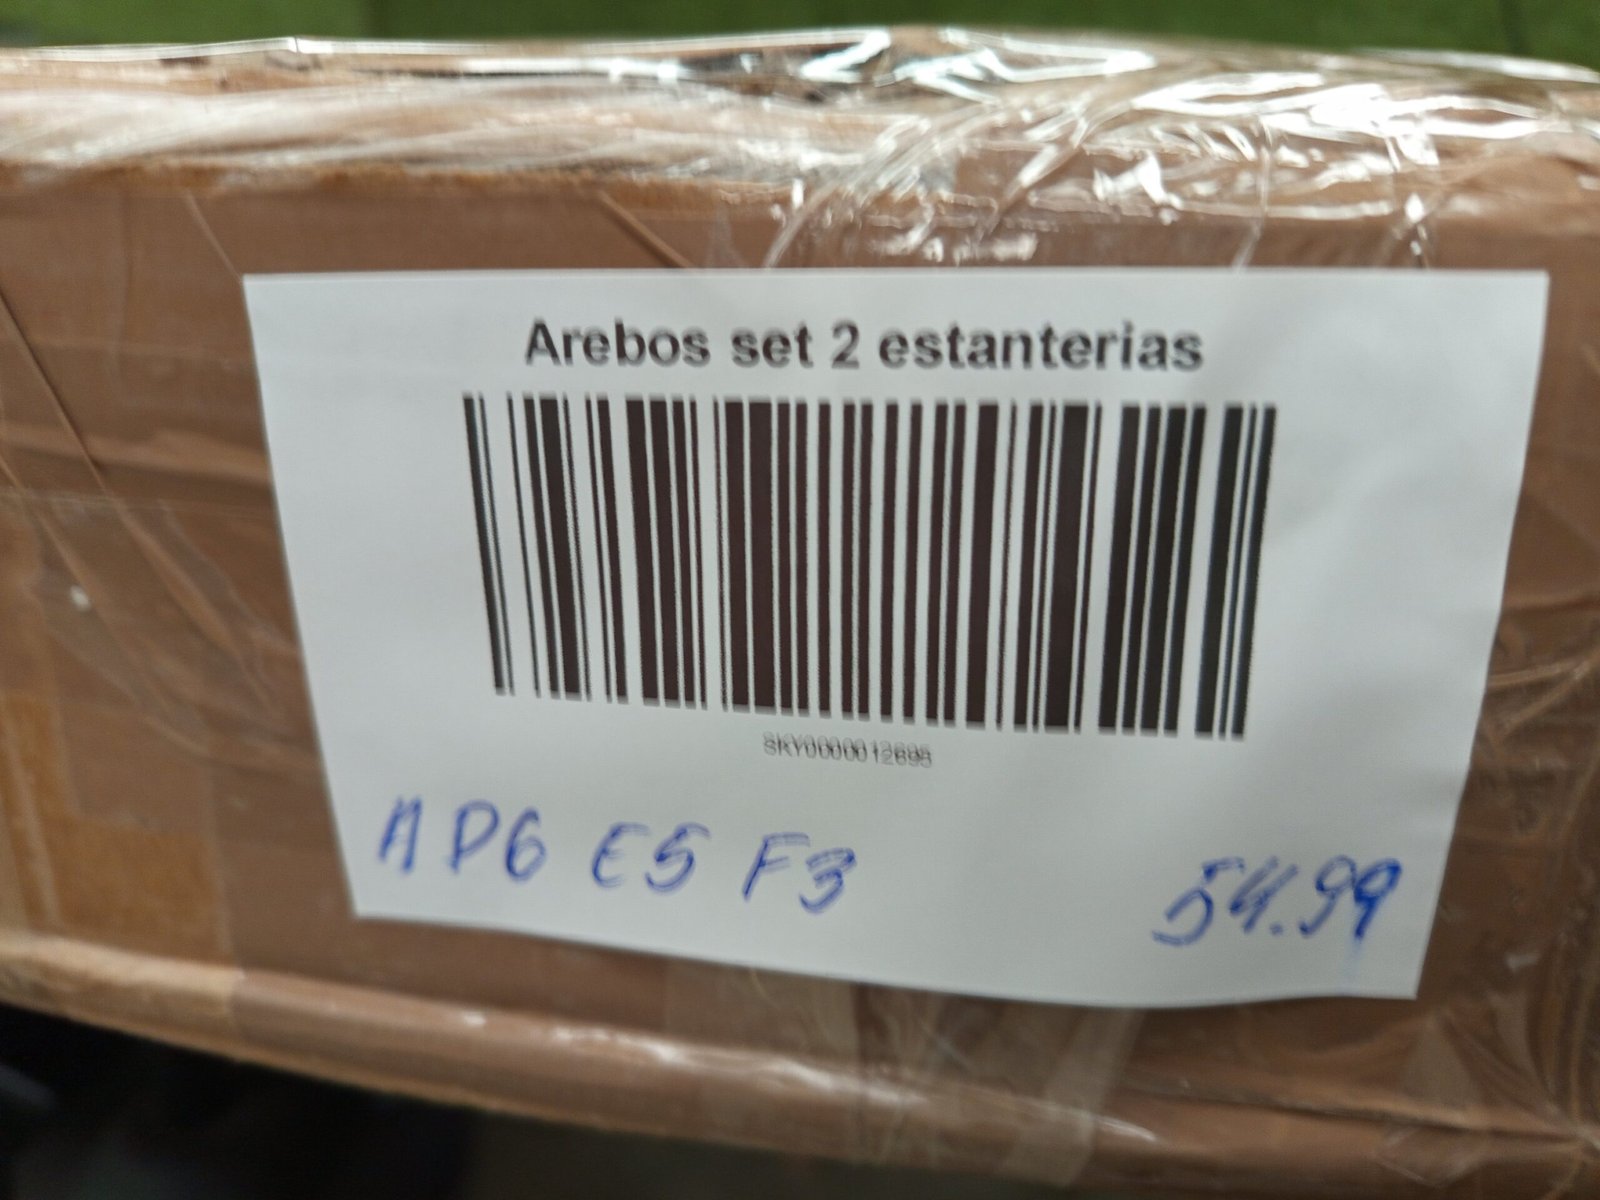 Arebos set 2 estanterias
SKY0000012695
A P6 E5 F3
54.99